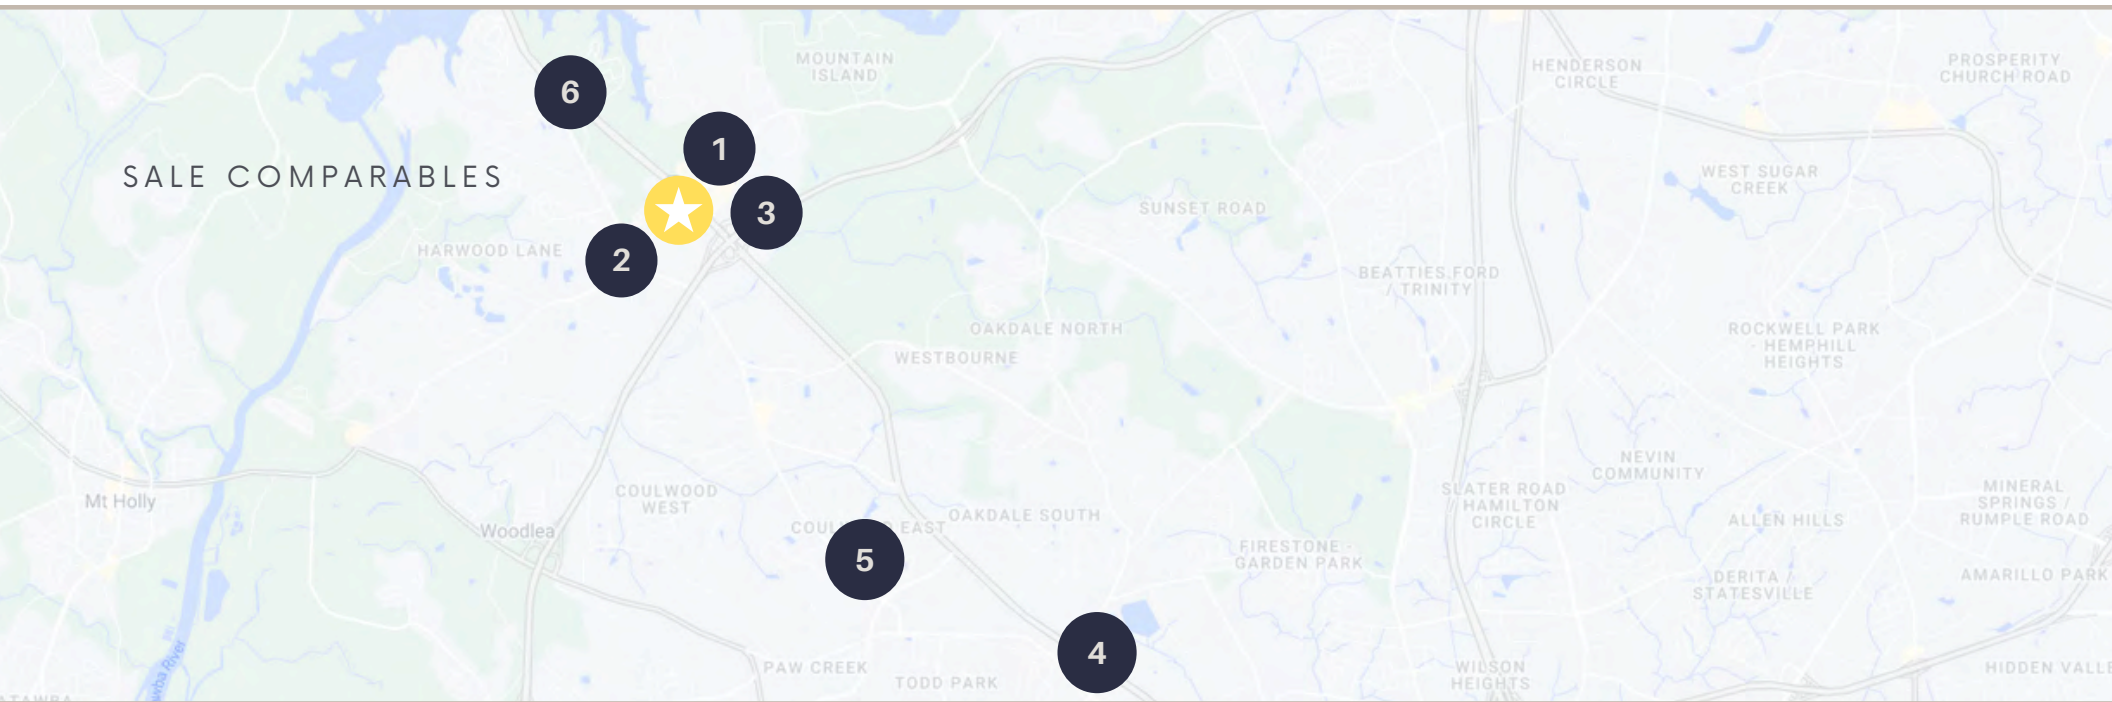 MOUNTAIN
ISLAND
HENDERSON
CIRCLE
PROSPERITY
CHURCH ROAD
6
1
SALE COMPARABLES
WEST SUGAR
CREEK
3
SUNSET ROAD
HARWOOD LANE
2
BEATTIES FORD
/ TRINITY
OAKDALE NORTH
WESTBOURNE
ROCKWELL PARK
- HEMPHILL
HEIGHTS
NEVIN
COMMUNITY
Mt Holly
COULWOOD
WEST
SLATER ROAD
/ HAMILTON
CIRCLE
MINERAL
SPRINGS /
RUMPLE ROAD
Woodlea
EAST
OAKDALE SOUTH
ALLEN HILLS
5
FIRESTONE -
GARDEN PARK
DERITA /
STATESVILLE
AMARILLO PARK
4
PAW CREEK
TODD PARK
WILSON
HEIGHTS
River